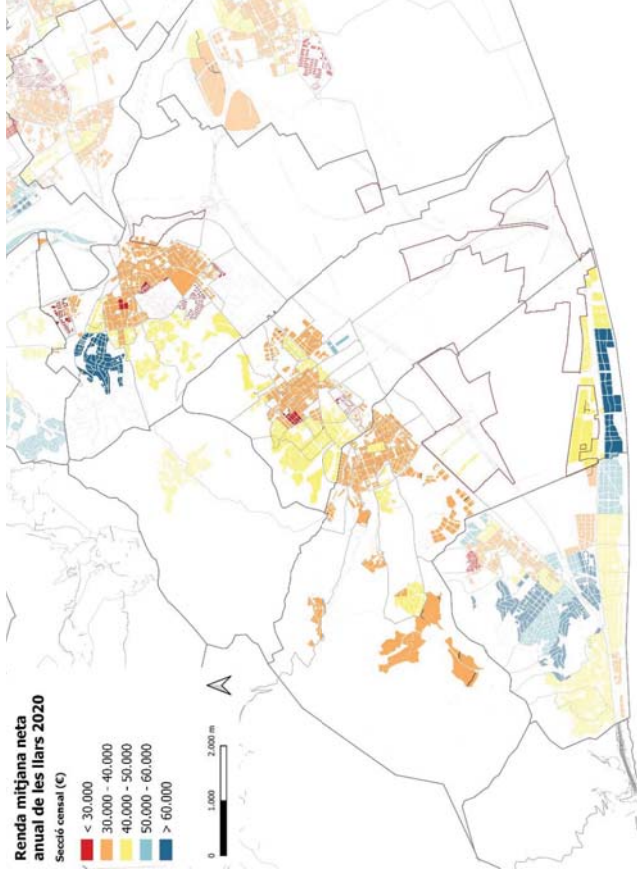 Renda mitjana neta
anual de les llars 2020
Secció censal (€)
< 30.000
30.000 - 40.000
40.000 - 50.000
50.000 - 60.000
> 60.000
0 1.000 2.000 m